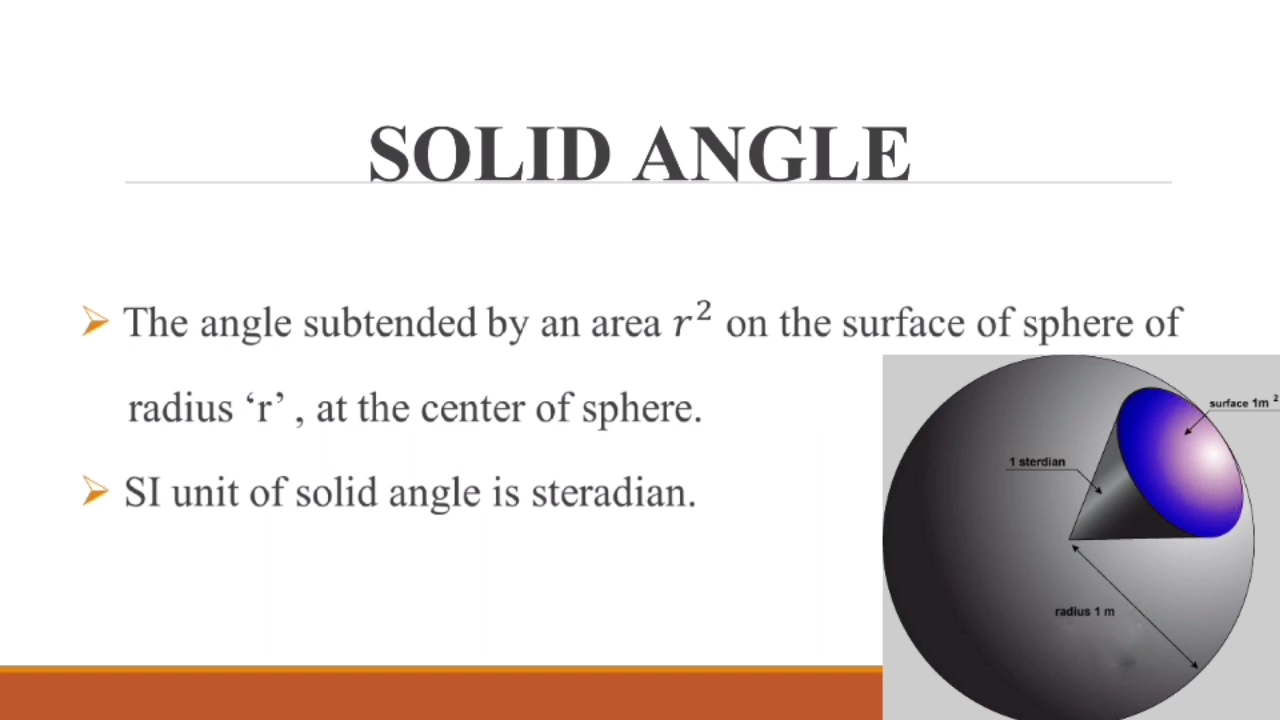 SOLID ANGLE
The angle subtended by an area r² on the surface of sphere of
radius ‘r’ , at the center of sphere.
SI unit of solid angle is steradian.
surface 1m ²
1 sterdian
radius 1 m